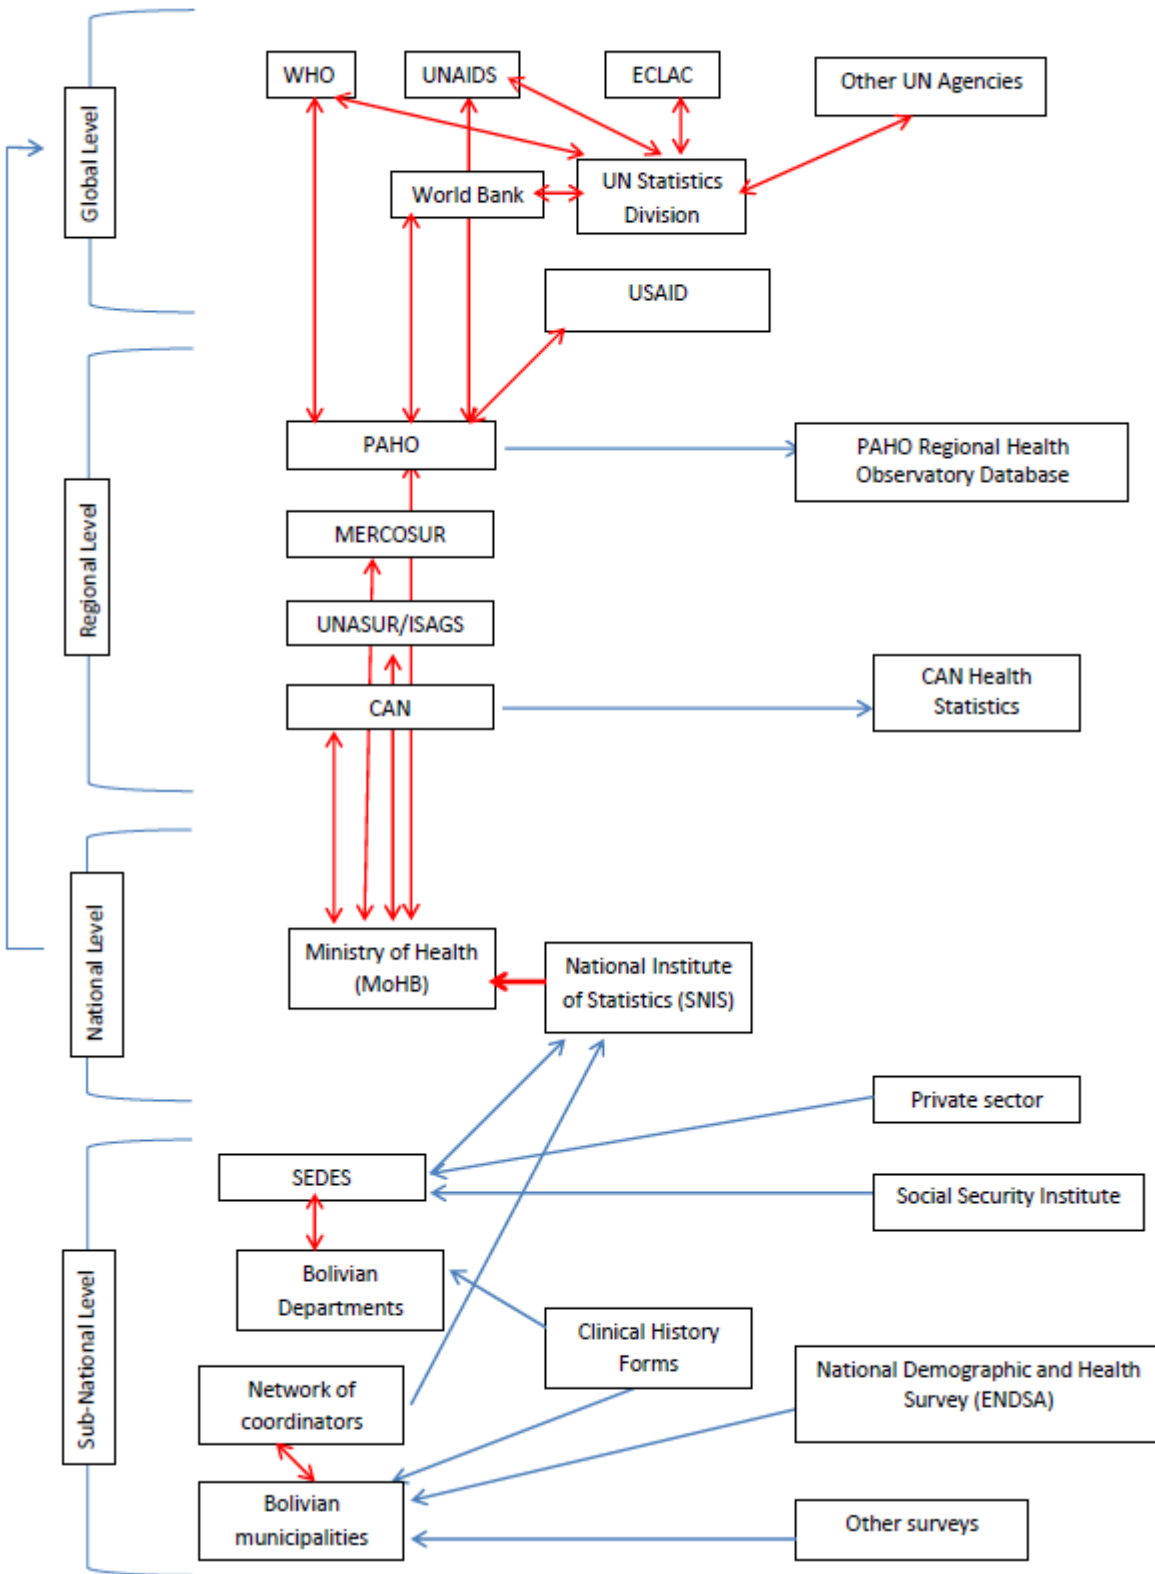 Global Level
WHO
UNAIDS
ECLAC
Other UN Agencies
World Bank
UN Statistics
Division
USAID
Regional Level
PAHO
PAHO Regional Health
Observatory Database
MERCOSUR
UNASUR/ISAGS
CAN
CAN Health
Statistics
National Level
Ministry of Health
(MoHB)
National Institute
of Statistics (SNIS)
Private sector
Sub-National Level
SEDES
Social Security Institute
Bolivian
Departments
Clinical History
Forms
National Demographic and Health
Survey (ENDSA)
Network of
coordinators
Bolivian
municipalities
Other surveys